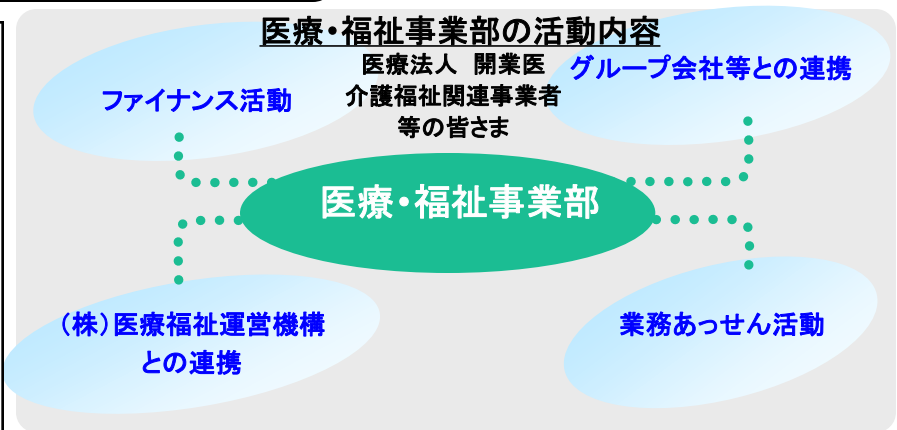 医療・福祉事業部の活動内容
医療法人　開業医
介護福祉関連事業者
等の皆さま
ファイナンス活動
グループ会社等との連携
医療・福祉事業部
（株）医療福祉運営機構
との連携
業務あっせん活動